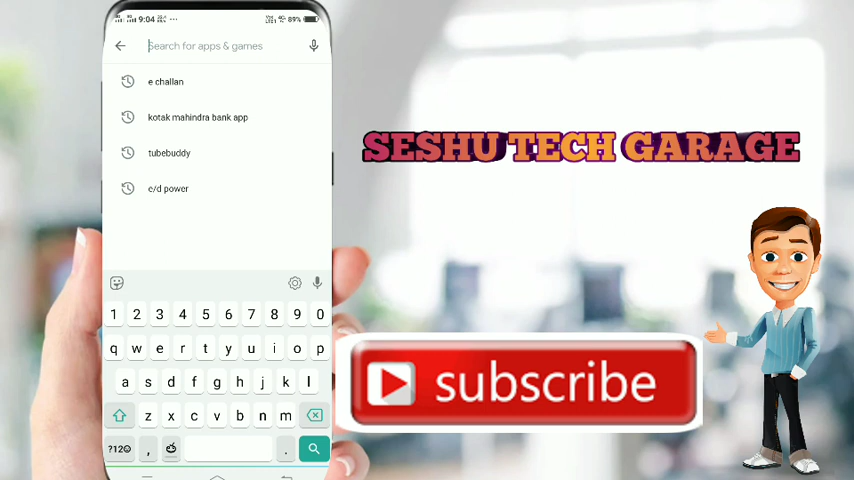 9:04 ... 89%
Search for apps & games
e challan
kotak mahindra bank app
tubebuddy
e/d power
1 2 3 4 5 6 7 8 9 0
q w e r t y u i o p
a s d f g h j k l
z x c v b n m
?123 , .
SESHU TECH GARAGE
subscribe